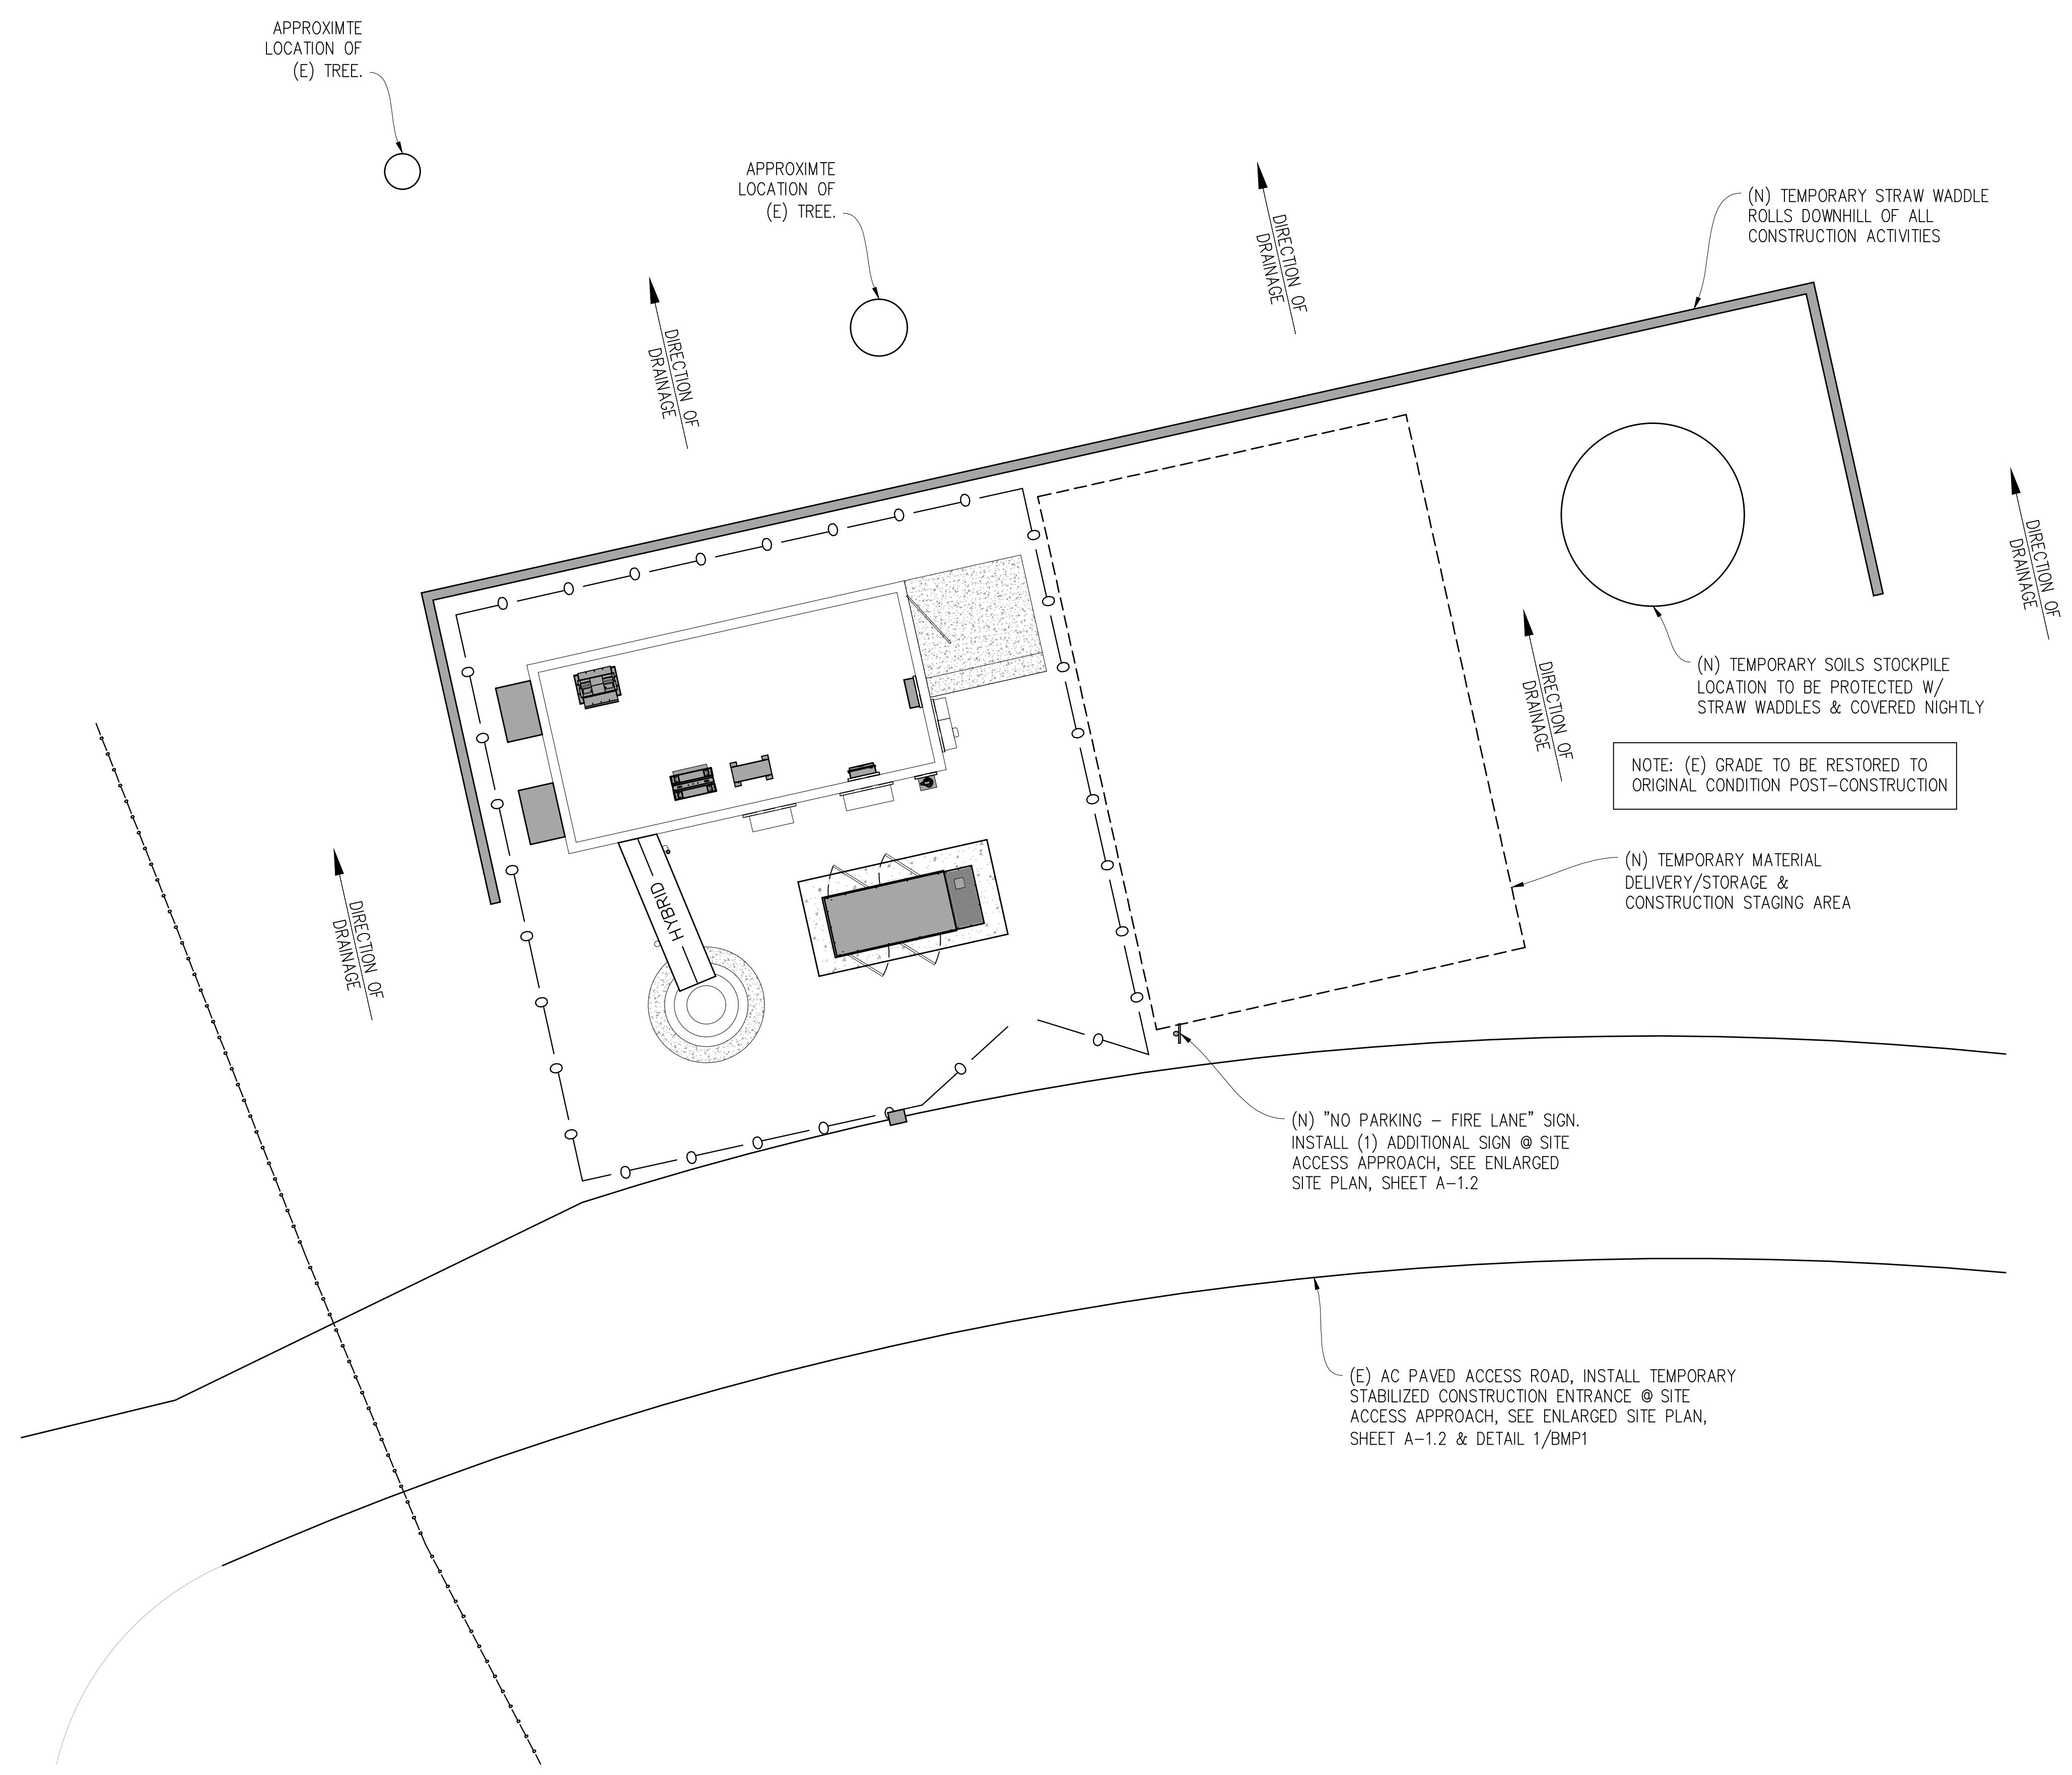 APPROXIMTE
LOCATION OF
(E) TREE.
APPROXIMTE
LOCATION OF
(E) TREE.
DIRECTION OF
DRAINAGE
(N) TEMPORARY STRAW WADDLE
ROLLS DOWNHILL OF ALL
CONSTRUCTION ACTIVITIES
DIRECTION OF
DRAINAGE
DIRECTION OF
DRAINAGE
(N) TEMPORARY SOILS STOCKPILE
LOCATION TO BE PROTECTED W/
STRAW WADDLES & COVERED NIGHTLY
DIRECTION OF
DRAINAGE
NOTE: (E) GRADE TO BE RESTORED TO
ORIGINAL CONDITION POST-CONSTRUCTION
(N) TEMPORARY MATERIAL
DELIVERY/STORAGE &
CONSTRUCTION STAGING AREA
HYBRID
DIRECTION OF
DRAINAGE
(N) "NO PARKING - FIRE LANE" SIGN.
INSTALL (1) ADDITIONAL SIGN @ SITE
ACCESS APPROACH, SEE ENLARGED
SITE PLAN, SHEET A-1.2
(E) AC PAVED ACCESS ROAD, INSTALL TEMPORARY
STABILIZED CONSTRUCTION ENTRANCE @ SITE
ACCESS APPROACH, SEE ENLARGED SITE PLAN,
SHEET A-1.2 & DETAIL 1/BMP1